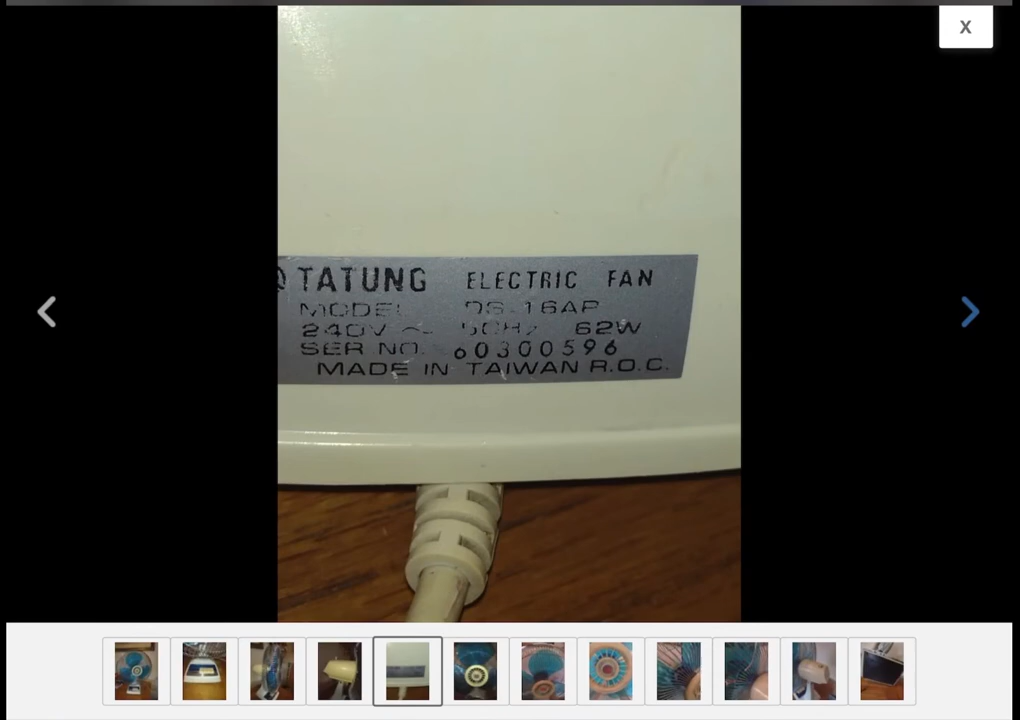 X
TATUNG ELECTRIC FAN
MODEL DS-16AP
240V ~ 50Hz 62W
SER NO. 60300596
MADE IN TAIWAN R.O.C.